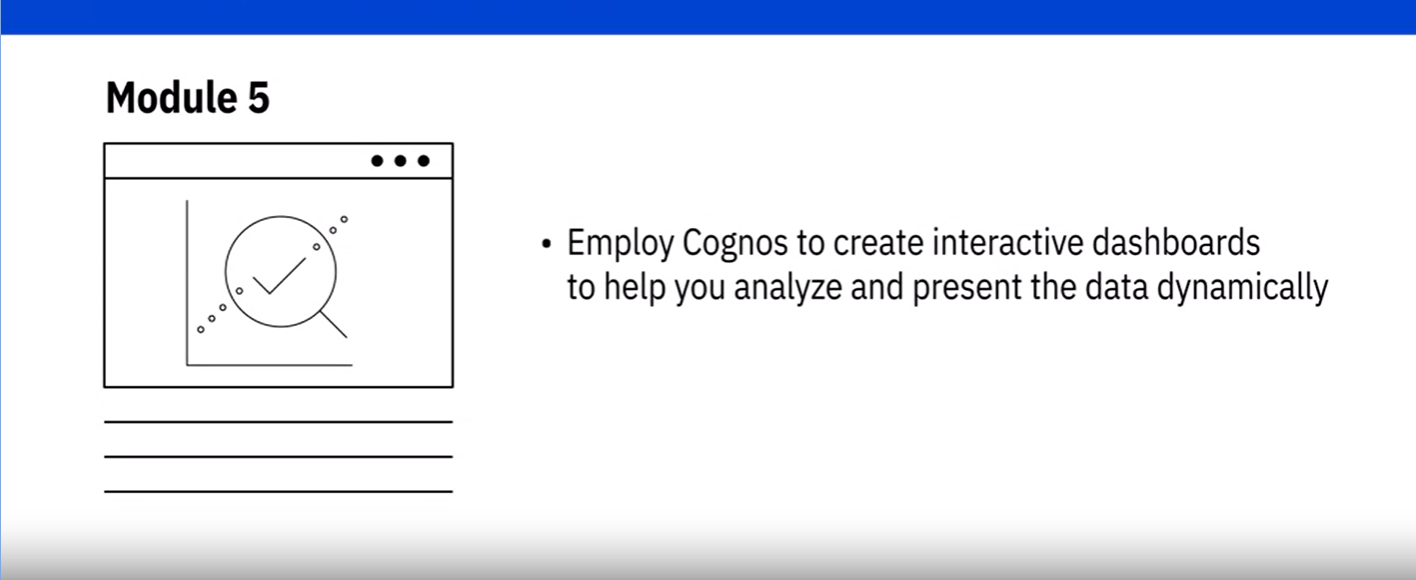 Module 5
• Employ Cognos to create interactive dashboards
to help you analyze and present the data dynamically